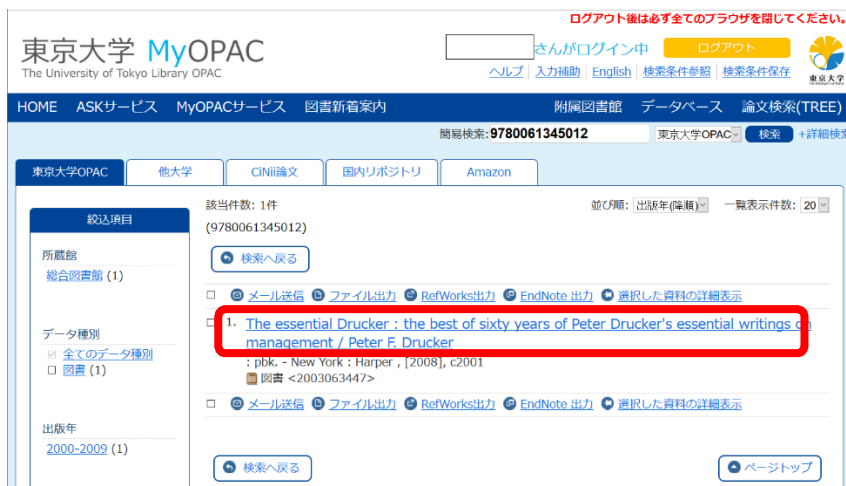 ログアウト後は必ず全てのブラウザを閉じてください。
東京大学 MyOPAC
The University of Tokyo Library OPAC
さんがログイン中 ログアウト
ヘルプ 入力補助 English 検索条件参照 検索条件保存
東京大学
HOME ASKサービス MyOPACサービス 図書新着案内 附属図書館 データベース 論文検索(TREE)
簡易検索: 9780061345012 東京大学OPAC 検索 +詳細検索
東京大学OPAC 他大学 CiNii論文 国内リポジトリ Amazon
絞込項目
所蔵館
総合図書館 (1)
データ種別
全てのデータ種別
図書 (1)
出版年
2000-2009 (1)
該当件数: 1件 並び順: 出版年(降順) 一覧表示件数: 20
(9780061345012)
検索へ戻る
メール送信 ファイル出力 RefWorks出力 EndNote 出力 選択した資料の詳細表示
1. The essential Drucker : the best of sixty years of Peter Drucker's essential writings on
management / Peter F. Drucker
: pbk. - New York : Harper , [2008], c2001
図書 <2003063447>
メール送信 ファイル出力 RefWorks出力 EndNote 出力 選択した資料の詳細表示
検索へ戻る ページトップ